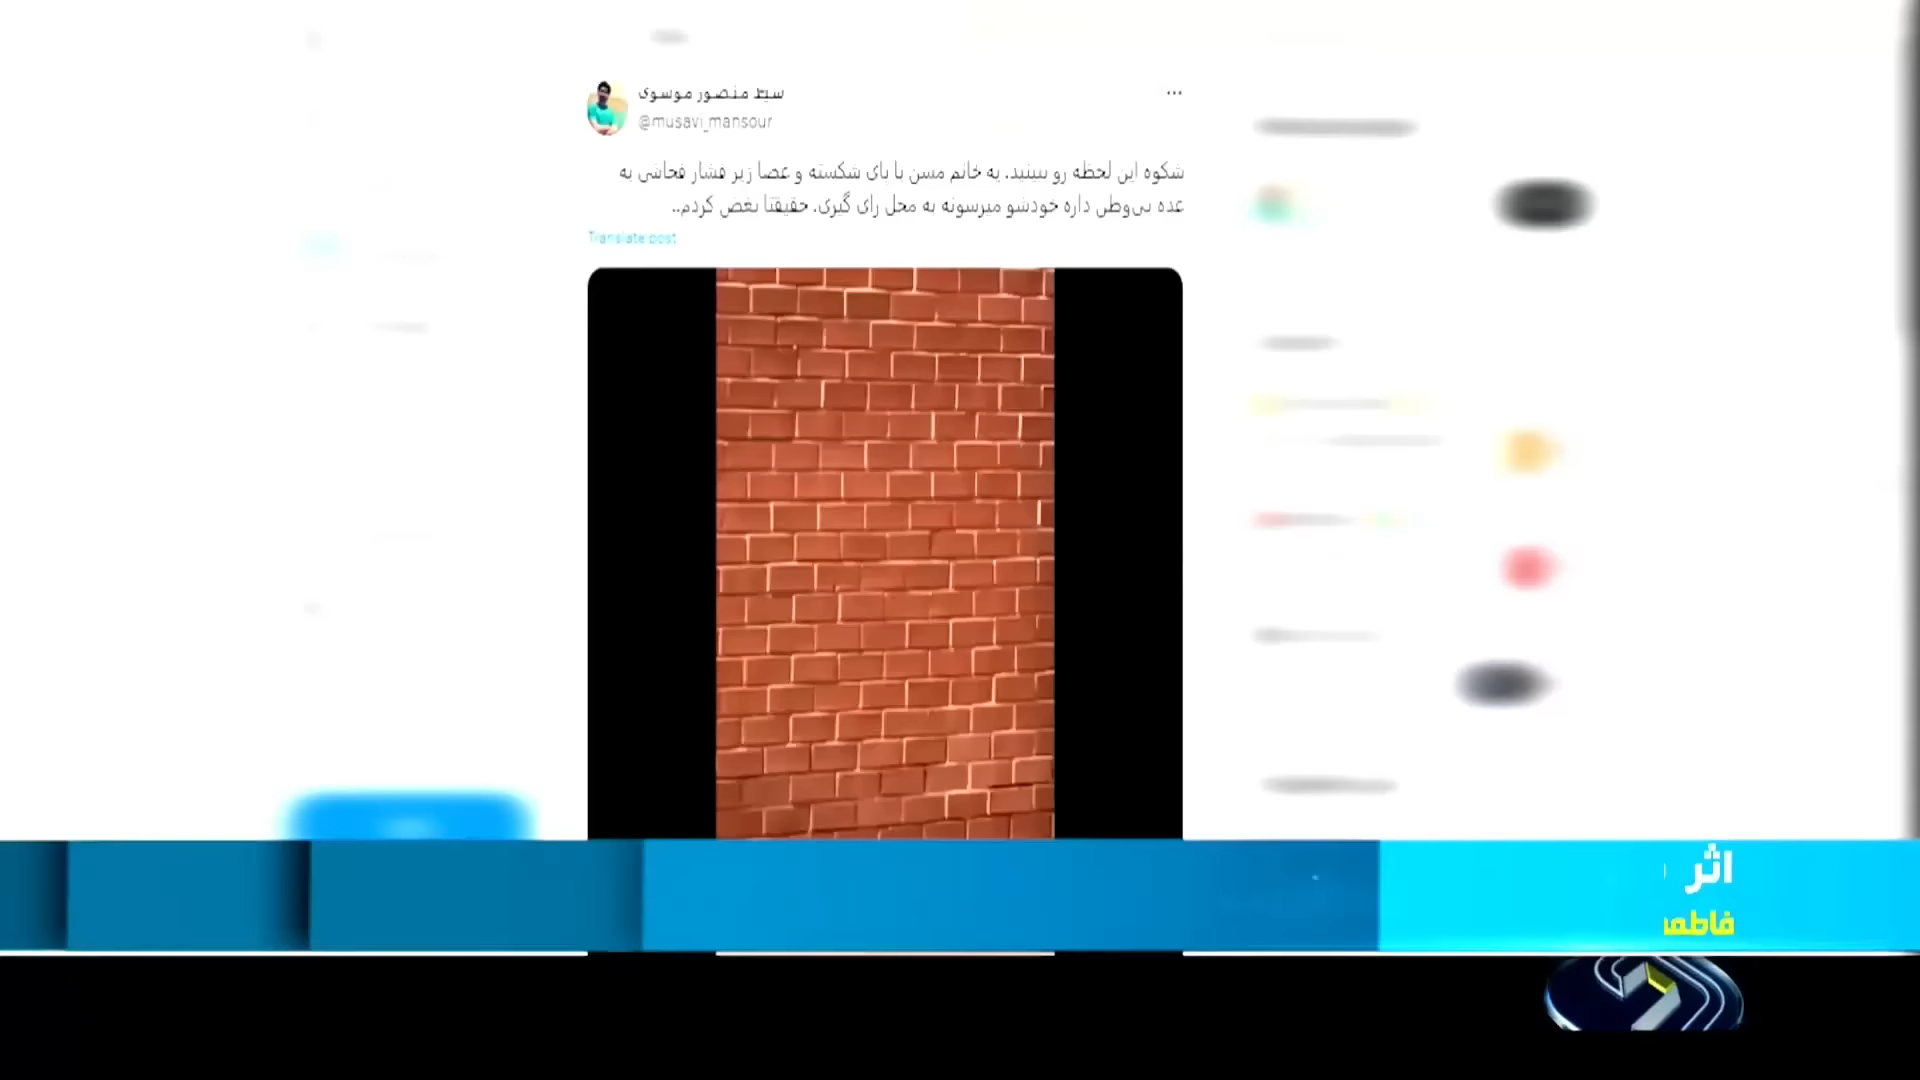 سید منصور موسوی
@musavi_mansour
...
شکوه این لحظه رو ببینید. یه خانم مسن با پای شکسته و عصا زیر فشار فحاشی یه
عده بی‌وطن داره خودشو میرسونه به محل رای گیری. حقیقتا بغض کردم..
Translate post
اثر